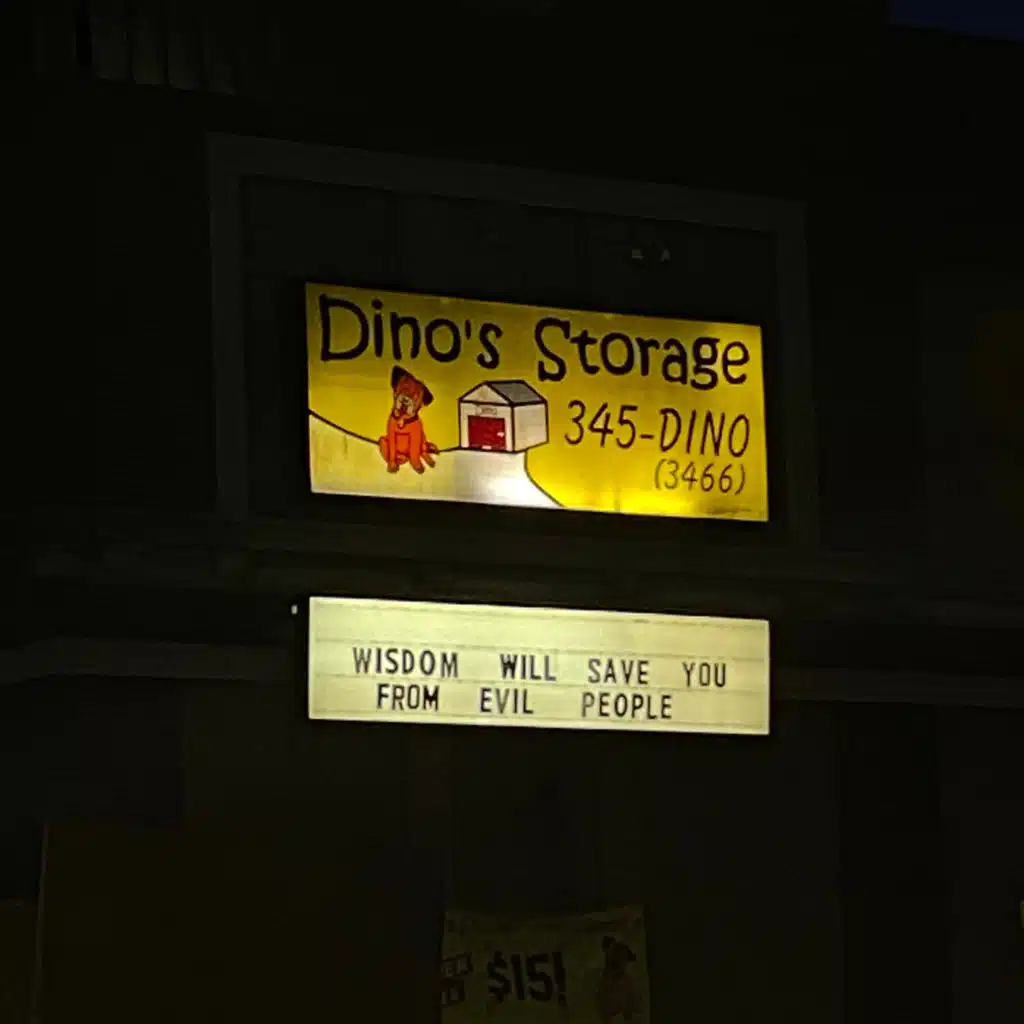 Dino's Storage
345-DINO
(3466)
WISDOM WILL SAVE YOU
FROM EVIL PEOPLE
$15!